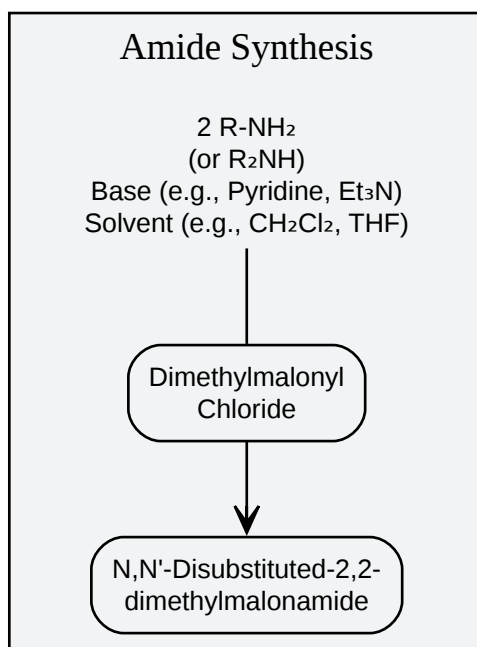 Amide Synthesis
2 R-NH₂
(or R₂NH)
Base (e.g., Pyridine, Et₃N)
Solvent (e.g., CH₂Cl₂, THF)
Dimethylmalonyl
Chloride
N,N'-Disubstituted-2,2-
dimethylmalonamide